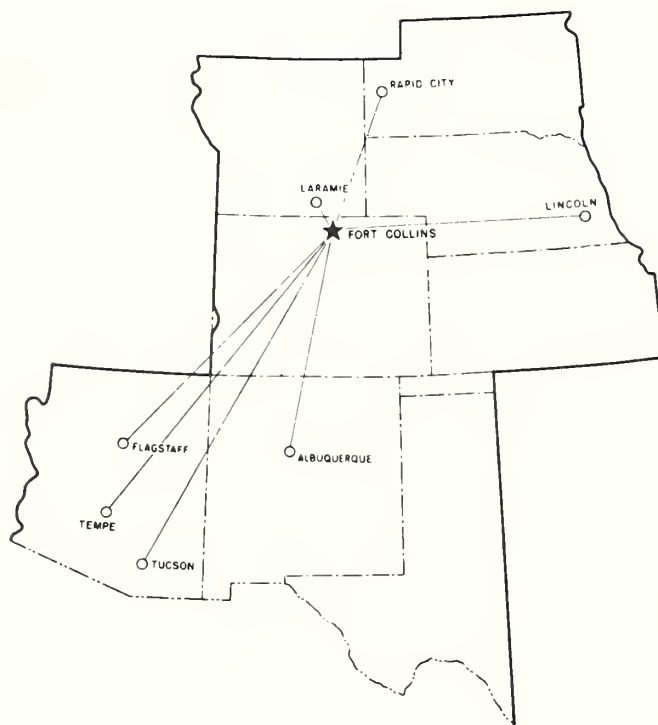 RAPID CITY
LARAMIE
LINCOLN
FORT COLLINS
FLAGSTAFF
ALBUQUERQUE
TEMPE
TUCSON